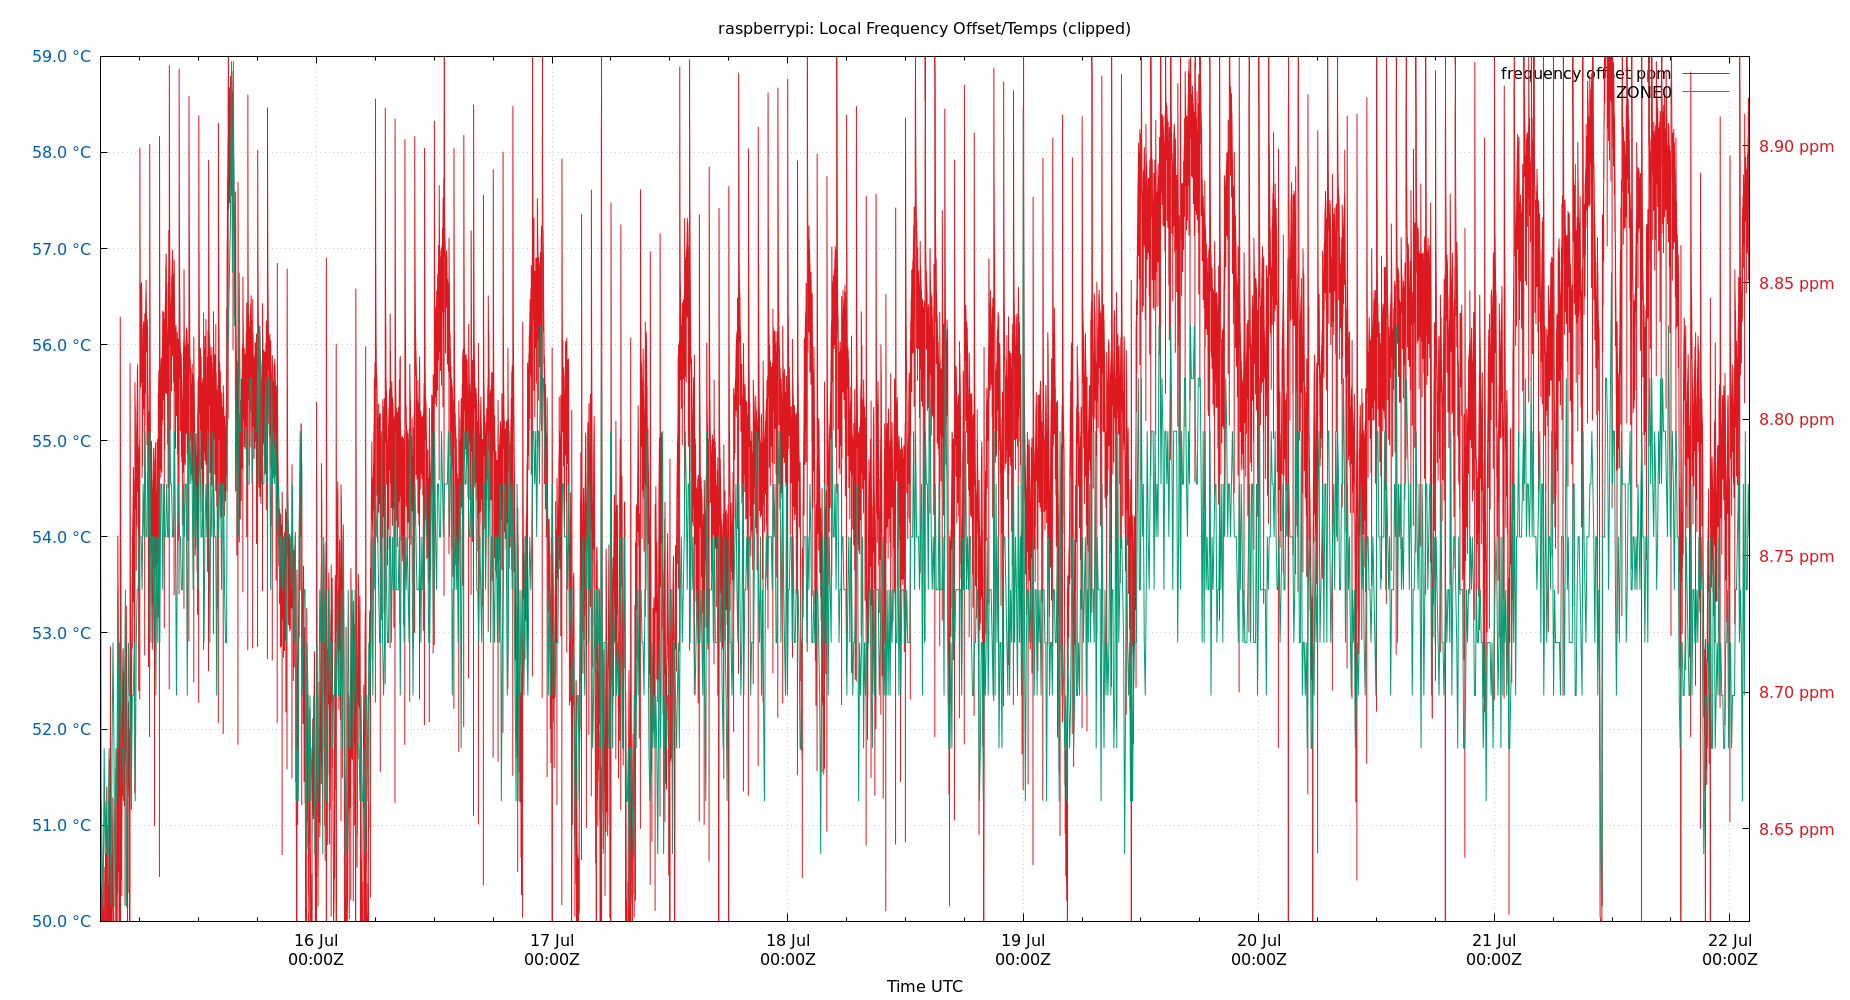 raspberrypi: Local Frequency Offset/Temps (clipped)
59.0 °C
frequency offset ppm
ZONE0
58.0 °C
8.90 ppm
57.0 °C
8.85 ppm
56.0 °C
8.80 ppm
55.0 °C
54.0 °C
8.75 ppm
53.0 °C
8.70 ppm
52.0 °C
51.0 °C
8.65 ppm
50.0 °C
16 Jul 17 Jul 18 Jul 19 Jul 20 Jul 21 Jul 22 Jul
00:00Z 00:00Z 00:00Z 00:00Z 00:00Z 00:00Z 00:00Z
Time UTC